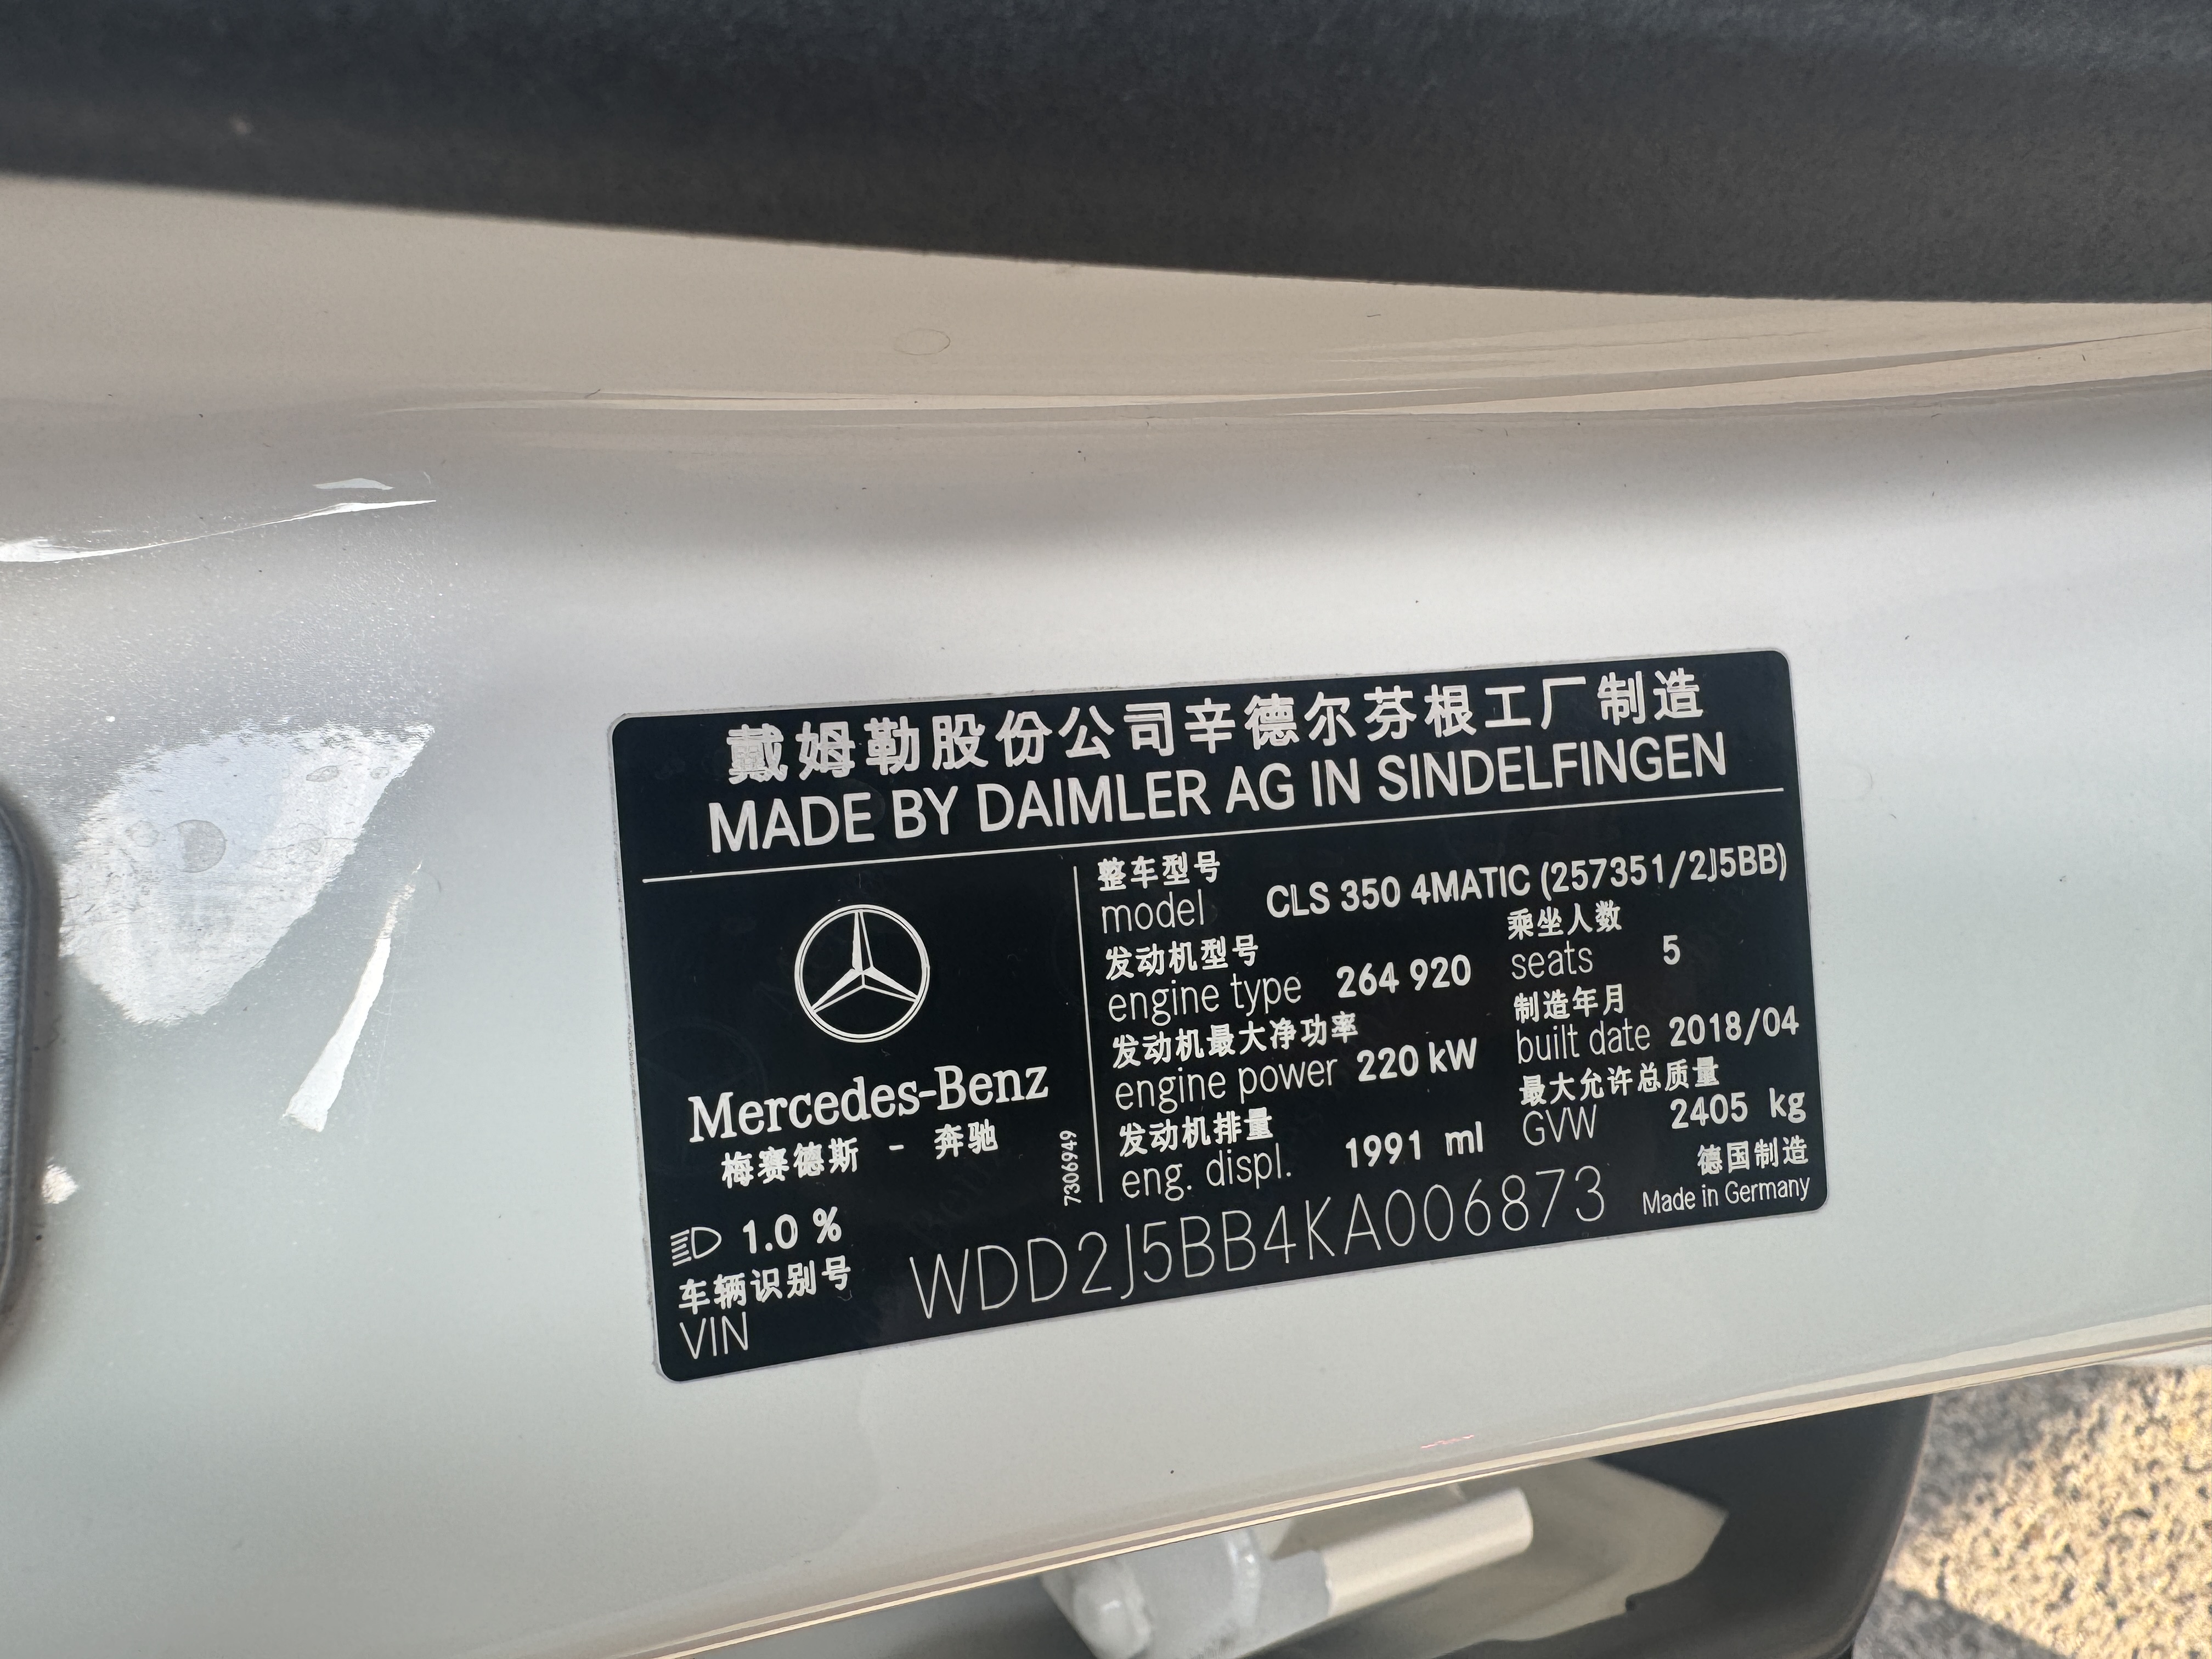 戴姆勒股份公司辛德尔芬根工厂制造
MADE BY DAIMLER AG IN SINDELFINGEN
整车型号
model CLS 350 4MATIC (257351/2J5BB)
发动机型号
engine type 264 920
乘坐人数
seats 5
发动机最大净功率
engine power 220 kW
制造年月
built date 2018/04
发动机排量
eng. displ. 1991 ml
最大允许总质量
GVW 2405 kg
德国制造
Made in Germany
Mercedes-Benz
梅赛德斯 - 奔驰
7306949
1.0 %
车辆识别号
VIN WDD2J5BB4KA006873